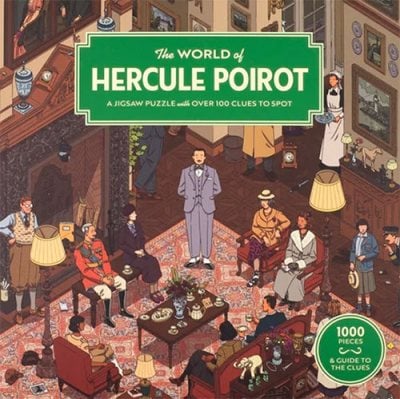 The WORLD of
HERCULE POIROT
A JIGSAW PUZZLE with OVER 100 CLUES TO SPOT
1000
PIECES
& GUIDE TO
THE CLUES